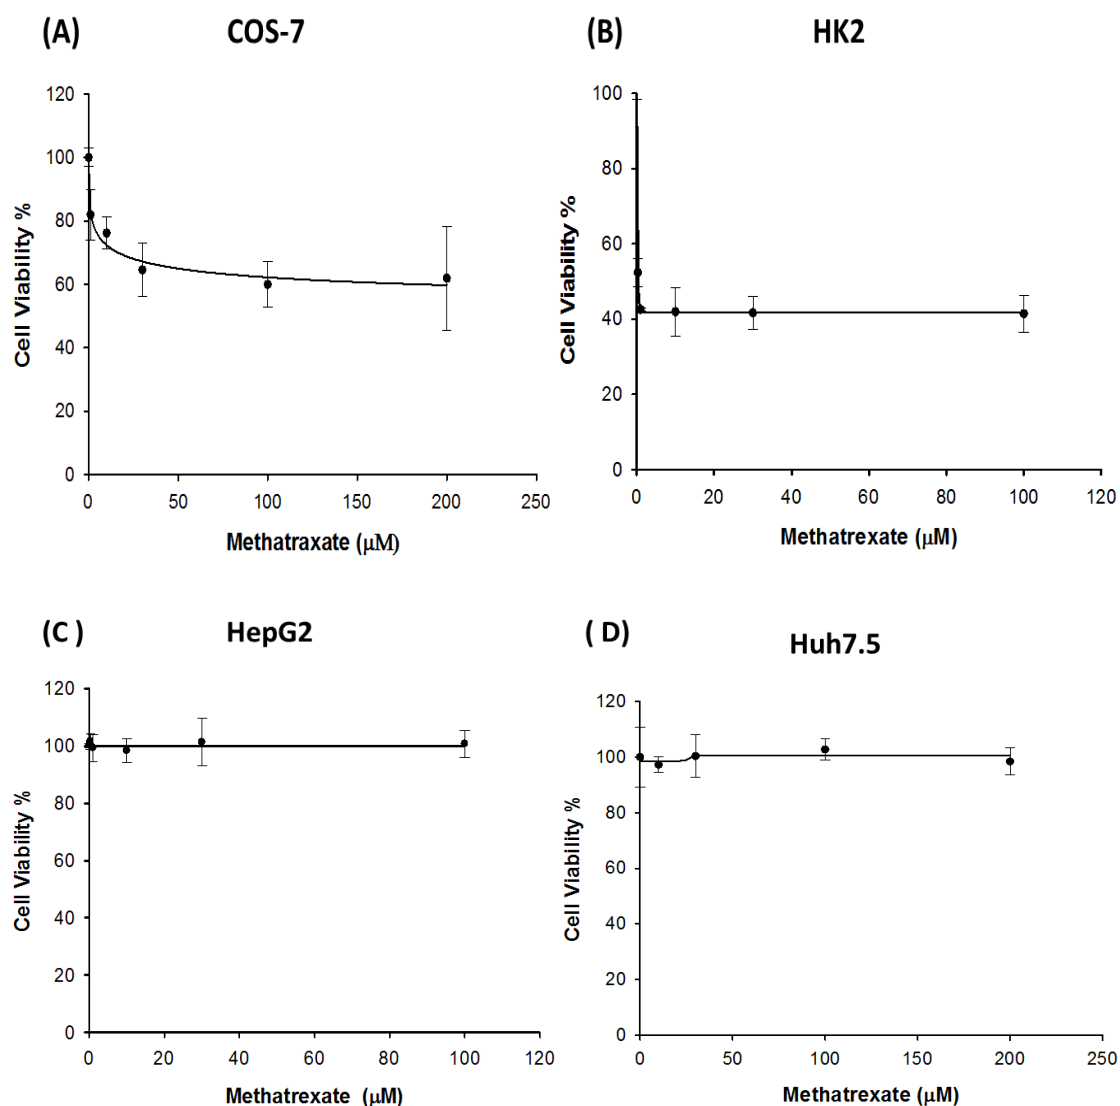 (A) COS-7
120
100
80
60
40
20
0
0 50 100 150 200 250
Cell Viability %
Methatraxate (μM)
(B) HK2
100
80
60
40
20
0
0 20 40 60 80 100 120
Cell Viability %
Methatrexate (μM)
(C ) HepG2
120
100
80
60
40
20
0
0 20 40 60 80 100 120
Cell Viability %
Methatrexate (μM)
( D) Huh7.5
120
100
80
60
40
20
0
0 50 100 150 200 250
Cell Viability %
Methatrexate (μM)